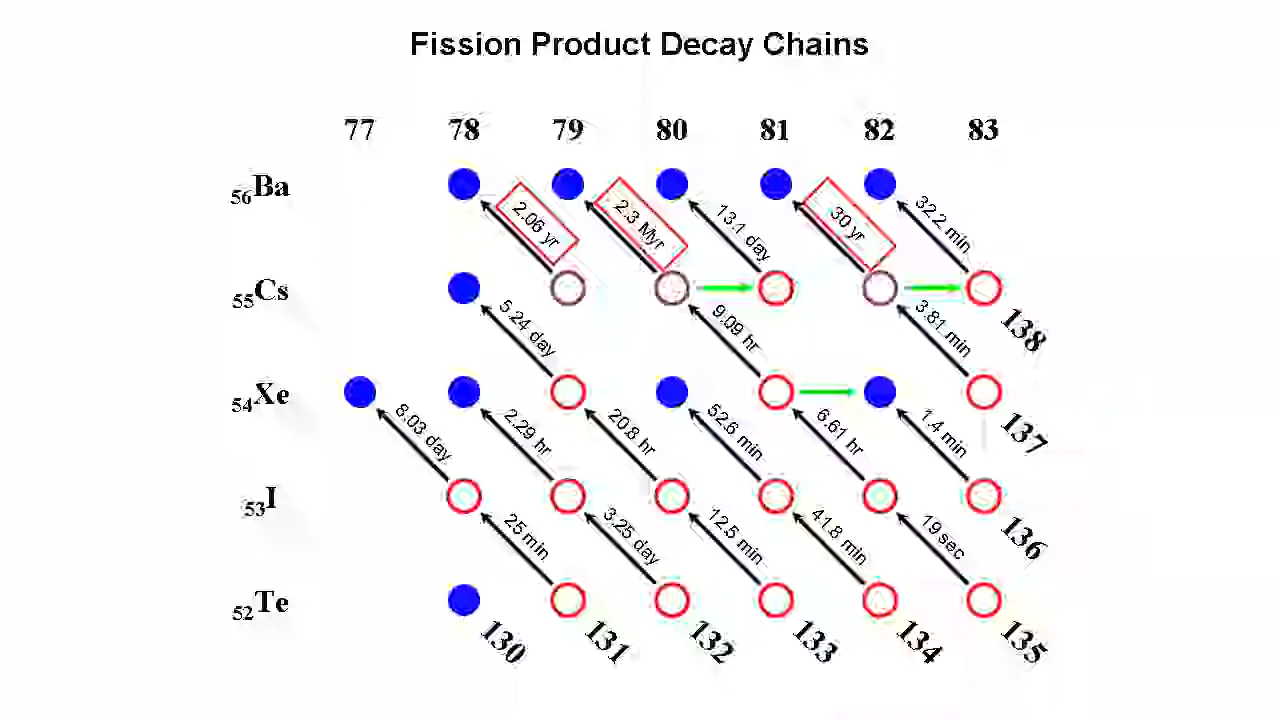 Fission Product Decay Chains
77 78 79 80 81 82 83
56Ba
2.06 yr 2.3 Myr 13.1 day 30 yr 32.2 min
55Cs
138
5.24 day 9.09 hr 3.81 min
54Xe
137
8.03 day 2.29 hr 20.8 hr 52.6 min 6.61 hr 1.4 min
53I
136
25 min 3.25 day 12.5 min 41.8 min 19 sec
52Te
130 131 132 133 134 135